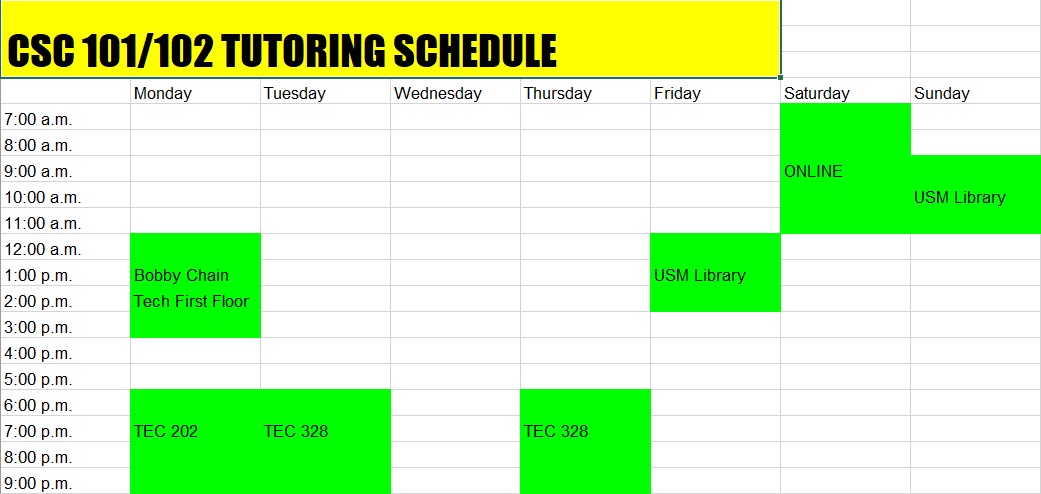 CSC 101/102 TUTORING SCHEDULE
Monday Tuesday Wednesday Thursday Friday Saturday Sunday
7:00 a.m.
8:00 a.m.
9:00 a.m. ONLINE
10:00 a.m. USM Library
11:00 a.m.
12:00 a.m.
1:00 p.m. Bobby Chain USM Library
2:00 p.m. Tech First Floor
3:00 p.m.
4:00 p.m.
5:00 p.m.
6:00 p.m.
7:00 p.m. TEC 202 TEC 328 TEC 328
8:00 p.m.
9:00 p.m.